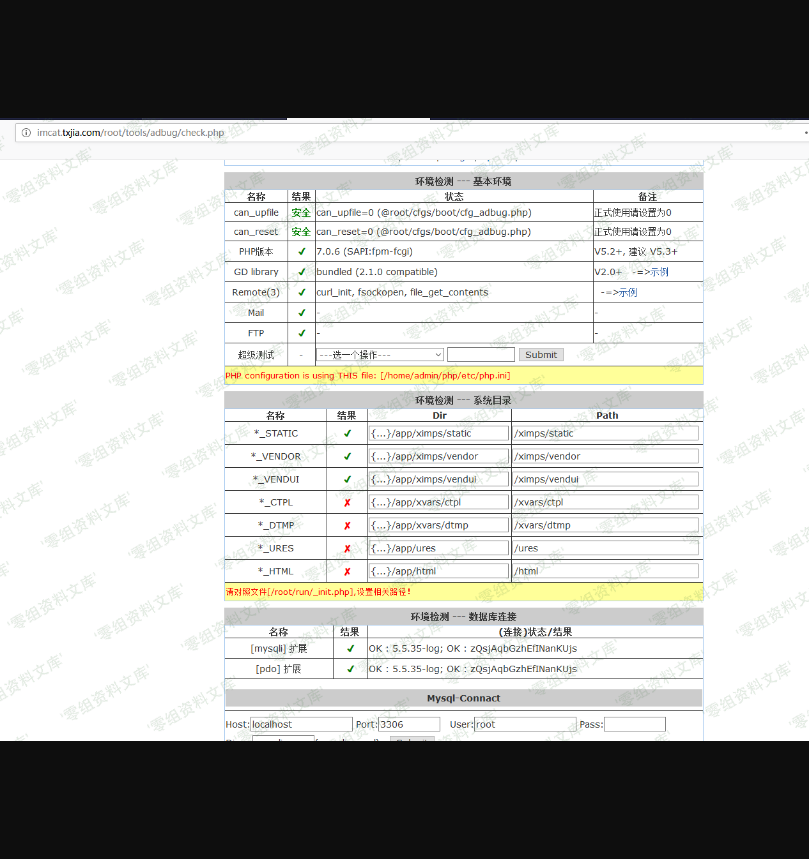 imcat.txjia.com/root/tools/adbug/check.php
环境检测 --- 基本环境
名称 结果 状态 备注
can_upfile 安全 can_upfile=0 (@root/cfgs/boot/cfg_adbug.php) 正式使用请设置为0
can_reset 安全 can_reset=0 (@root/cfgs/boot/cfg_adbug.php) 正式使用请设置为0
PHP版本 ✔ 7.0.6 (SAPI:fpm-fcgi) V5.2+, 建议 V5.3+
GD library ✔ bundled (2.1.0 compatible) V2.0+ -=>示例
Remote(3) ✔ curl_init, fsockopen, file_get_contents -=>示例
Mail ✔ - -
FTP ✔ - -
超级测试 - ---选一个操作--- Submit
PHP configuration is using THIS file: [/home/admin/php/etc/php.ini]
环境检测 --- 系统目录
名称 结果 Dir Path
*_STATIC ✔ {...}/app/ximps/static /ximps/static
*_VENDOR ✔ {...}/app/ximps/vendor /ximps/vendor
*_VENDUI ✔ {...}/app/ximps/vendui /ximps/vendui
*_CTPL ✘ {...}/app/xvars/ctpl /xvars/ctpl
*_DTMP ✘ {...}/app/xvars/dtmp /xvars/dtmp
*_URES ✘ {...}/app/ures /ures
*_HTML ✘ {...}/app/html /html
请对照文件[/root/run/_init.php],设置相关路径!
环境检测 --- 数据库连接
名称 结果 (连接)状态/结果
[mysqli] 扩展 ✔ OK : 5.5.35-log; OK : zQsjAqbGzhEfINanKUJs
[pdo] 扩展 ✔ OK : 5.5.35-log; OK : zQsjAqbGzhEfINanKUJs
Mysql-Connact
Host: localhost Port: 3306 User: root Pass:
'零组资料文库'